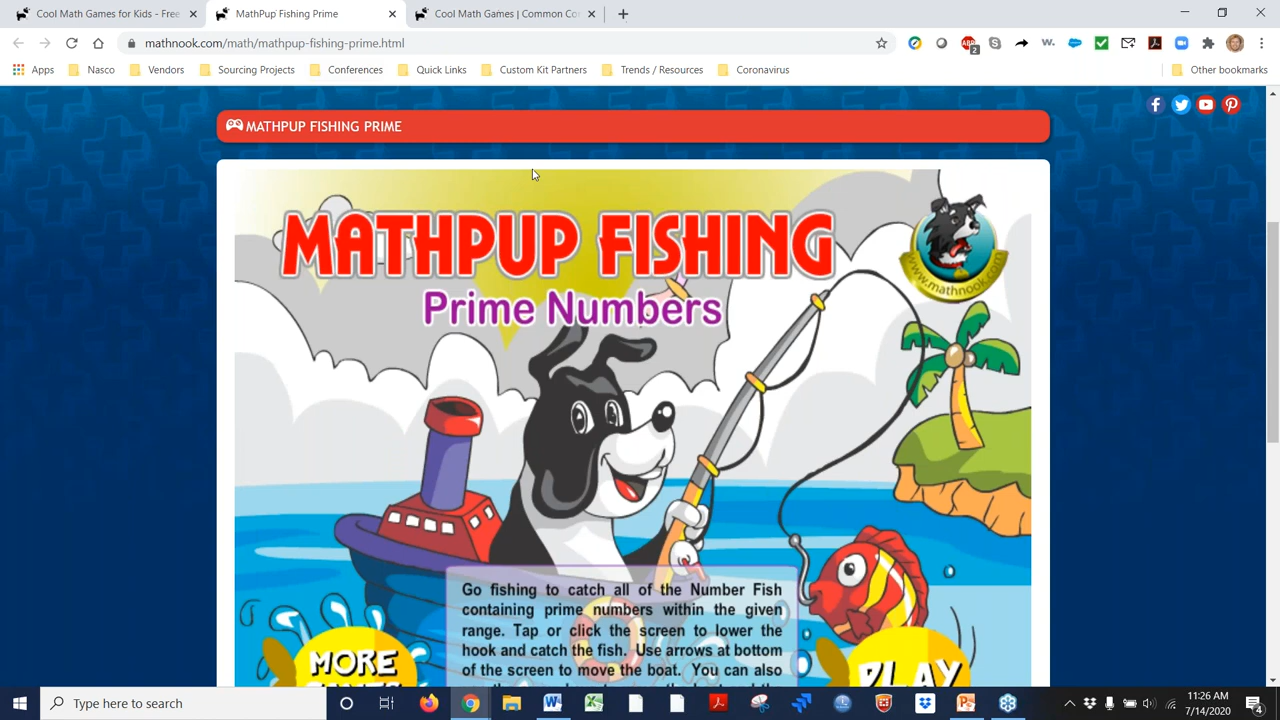 Cool Math Games for Kids - Free
MathPup Fishing Prime
Cool Math Games | Common Co
mathnook.com/math/mathpup-fishing-prime.html
ABP
2
w.
Apps
Nasco
Vendors
Sourcing Projects
Conferences
Quick Links
Custom Kit Partners
Trends / Resources
Coronavirus
Other bookmarks
MATHPUP FISHING PRIME
MATHPUP FISHING
Prime Numbers
www.mathnook.com
Go fishing to catch all of the Number Fish
containing prime numbers within the given
range. Tap or click the screen to lower the
hook and catch the fish. Use arrows at bottom
of the screen to move the boat. You can also
MORE
PLAY
Type here to search
11:26 AM
7/14/2020
4